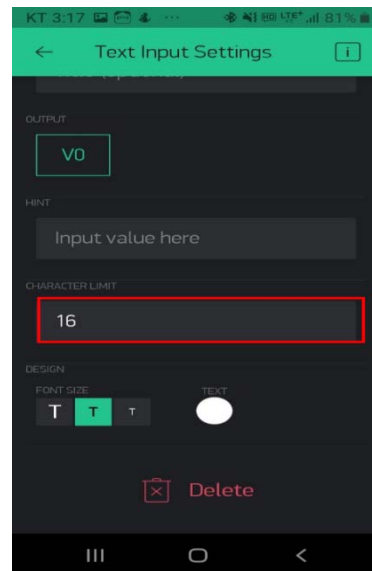 KT 3:17 81%
Text Input Settings i
OUTPUT
V0
HINT
Input value here
CHARACTER LIMIT
16
DESIGN
FONT SIZE TEXT
T T T
Delete